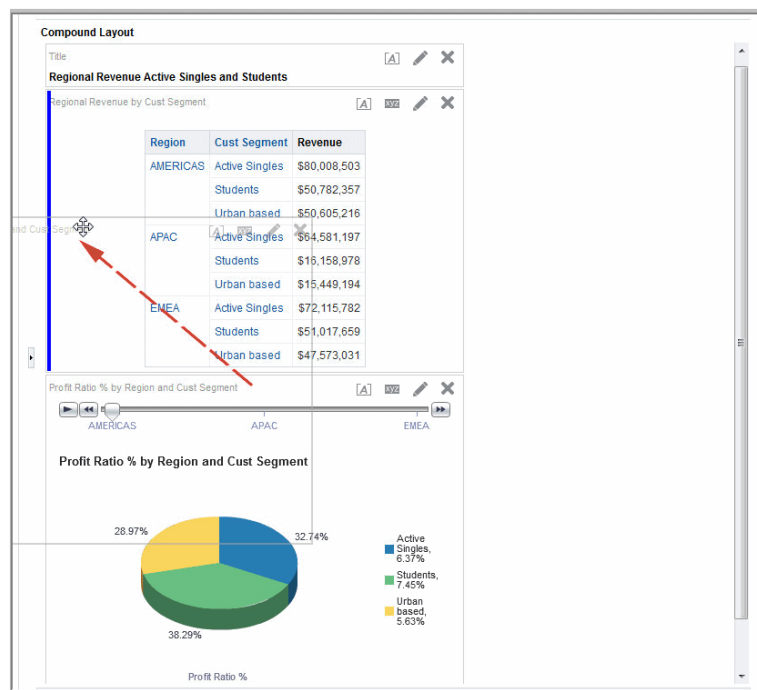 Compound Layout
Title
Regional Revenue Active Singles and Students
Regional Revenue by Cust Segment
[A] xyz
Region Cust Segment Revenue
AMERICAS Active Singles $80,008,503
Students $50,782,357
Urban based $50,605,216
and Cust Segm
APAC Active Singles $64,581,197
Students $16,158,978
Urban based $15,449,194
EMEA Active Singles $72,115,782
Students $51,017,659
Urban based $47,573,031
Profit Ratio % by Region and Cust Segment
[A] xyz
AMERICAS APAC EMEA
Profit Ratio % by Region and Cust Segment
28.97%
32.74%
38.29%
Active
Singles,
6.37%
Students,
7.45%
Urban
based,
5.63%
Profit Ratio %